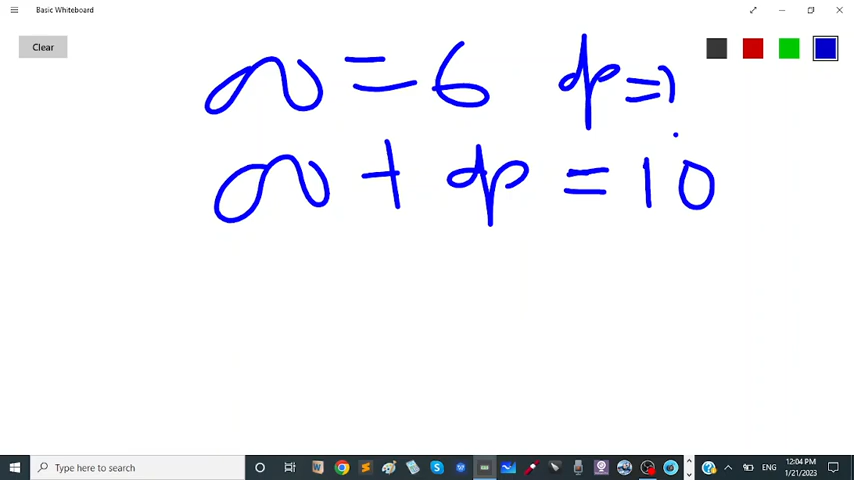 Basic Whiteboard
Clear
= 6 φ = ?
+ φ = 10
Type here to search
ENG
12:04 PM
1/21/2023